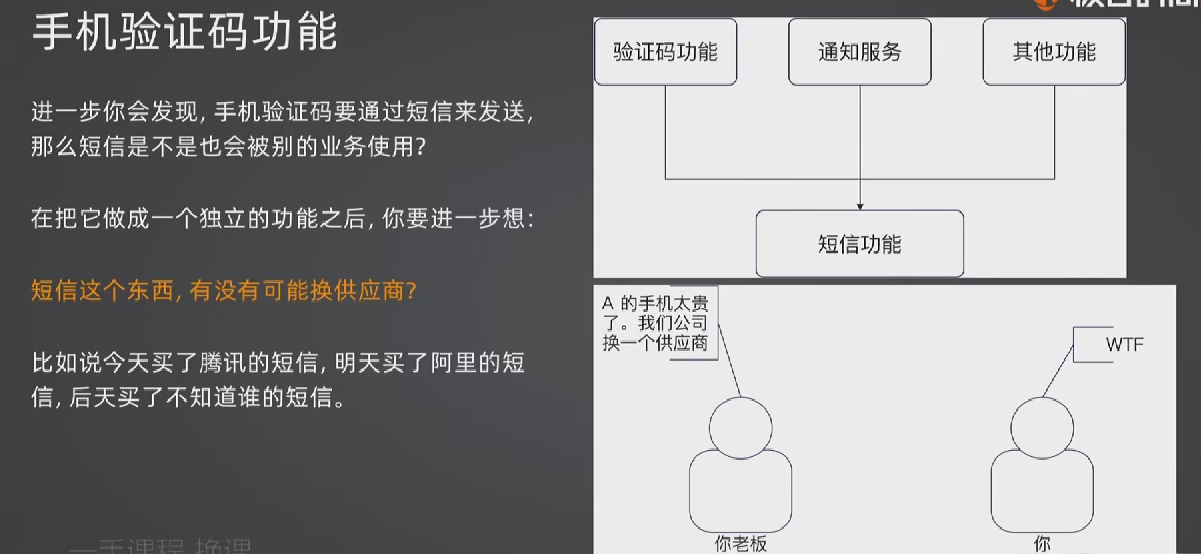 手机验证码功能
进一步你会发现, 手机验证码要通过短信来发送,
那么短信是不是也会被别的业务使用?
在把它做成一个独立的功能之后, 你要进一步想:
短信这个东西, 有没有可能换供应商?
比如说今天买了腾讯的短信, 明天买了阿里的短
信, 后天买了不知道谁的短信。
验证码功能
通知服务
其他功能
短信功能
A 的手机太贵
了。我们公司
换一个供应商
WTF
你老板
你